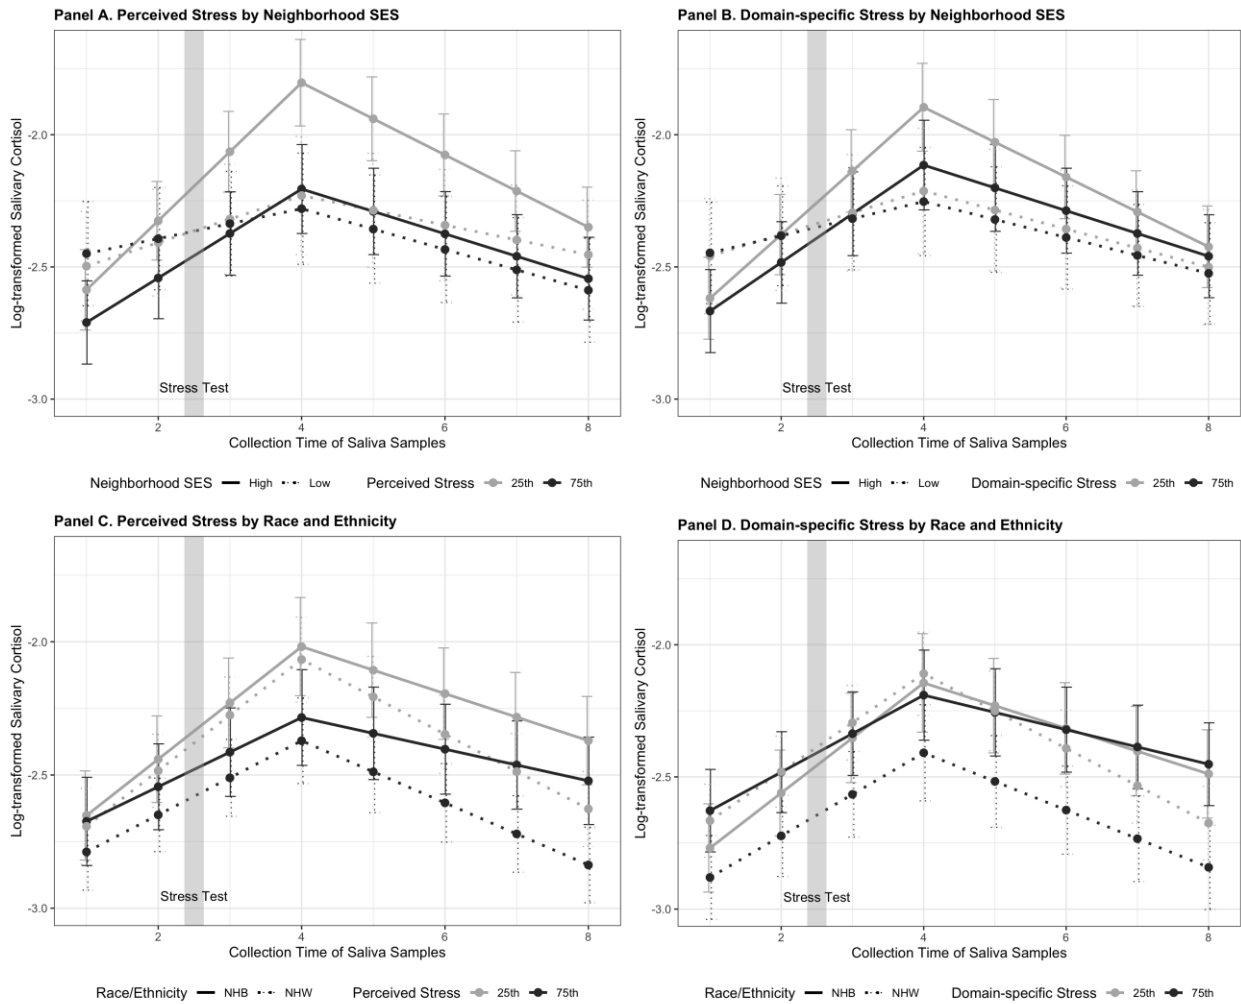 Panel A. Perceived Stress by Neighborhood SES
Log-transformed Salivary Cortisol
-2.0
-2.5
-3.0
Stress Test
2 4 6 8
Collection Time of Saliva Samples
Neighborhood SES High Low Perceived Stress 25th 75th
Panel B. Domain-specific Stress by Neighborhood SES
Log-transformed Salivary Cortisol
-2.0
-2.5
-3.0
Stress Test
2 4 6 8
Collection Time of Saliva Samples
Neighborhood SES High Low Domain-specific Stress 25th 75th
Panel C. Perceived Stress by Race and Ethnicity
Log-transformed Salivary Cortisol
-2.0
-2.5
-3.0
Stress Test
2 4 6 8
Collection Time of Saliva Samples
Race/Ethnicity NHB NHW Perceived Stress 25th 75th
Panel D. Domain-specific Stress by Race and Ethnicity
Log-transformed Salivary Cortisol
-2.0
-2.5
-3.0
Stress Test
2 4 6 8
Collection Time of Saliva Samples
Race/Ethnicity NHB NHW Domain-specific Stress 25th 75th